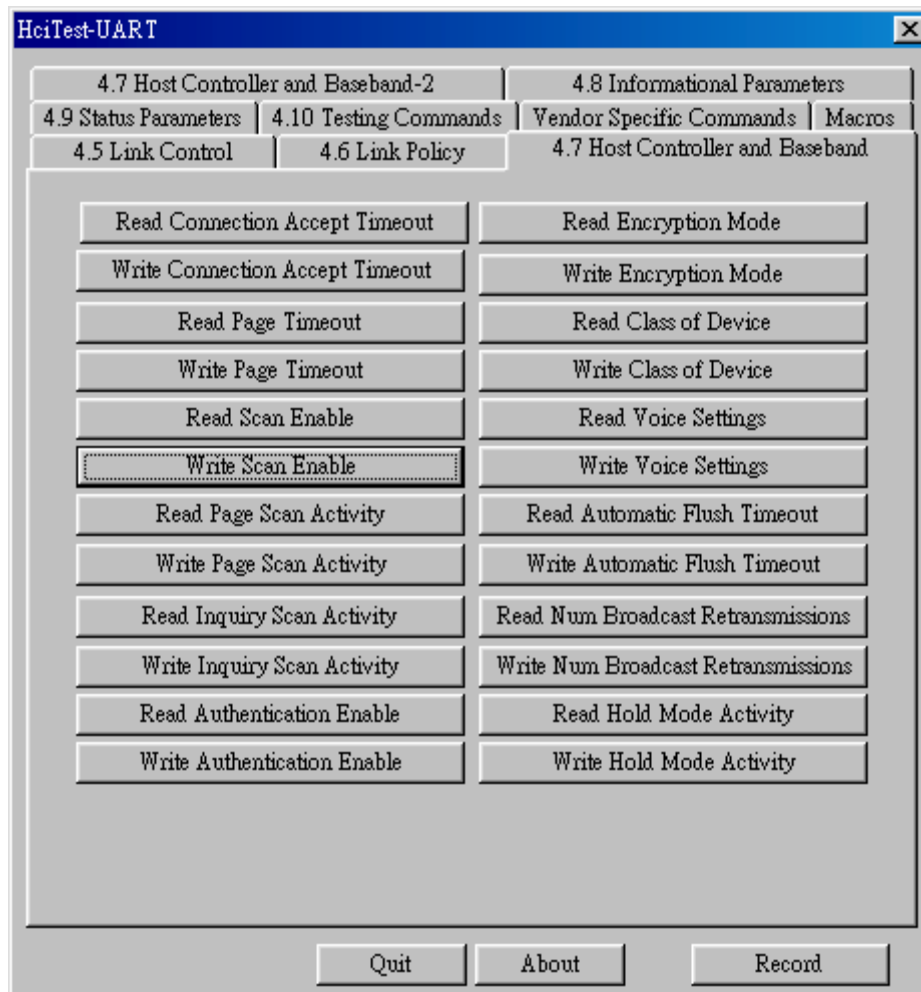 HciTest-UART
4.7 Host Controller and Baseband-2
4.8 Informational Parameters
4.9 Status Parameters
4.10 Testing Commands
Vendor Specific Commands
Macros
4.5 Link Control
4.6 Link Policy
4.7 Host Controller and Baseband
Read Connection Accept Timeout
Read Encryption Mode
Write Connection Accept Timeout
Write Encryption Mode
Read Page Timeout
Read Class of Device
Write Page Timeout
Write Class of Device
Read Scan Enable
Read Voice Settings
Write Scan Enable
Write Voice Settings
Read Page Scan Activity
Read Automatic Flush Timeout
Write Page Scan Activity
Write Automatic Flush Timeout
Read Inquiry Scan Activity
Read Num Broadcast Retransmissions
Write Inquiry Scan Activity
Write Num Broadcast Retransmissions
Read Authentication Enable
Read Hold Mode Activity
Write Authentication Enable
Write Hold Mode Activity
Quit
About
Record